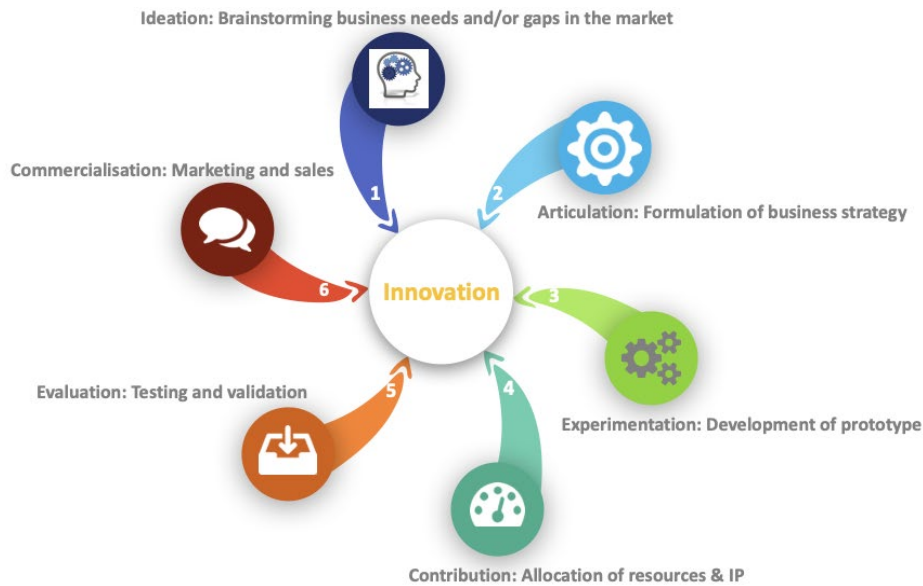 Ideation: Brainstorming business needs and/or gaps in the market
1
2
Articulation: Formulation of business strategy
3
Experimentation: Development of prototype
4
Contribution: Allocation of resources & IP
5
Evaluation: Testing and validation
6
Commercialisation: Marketing and sales
Innovation